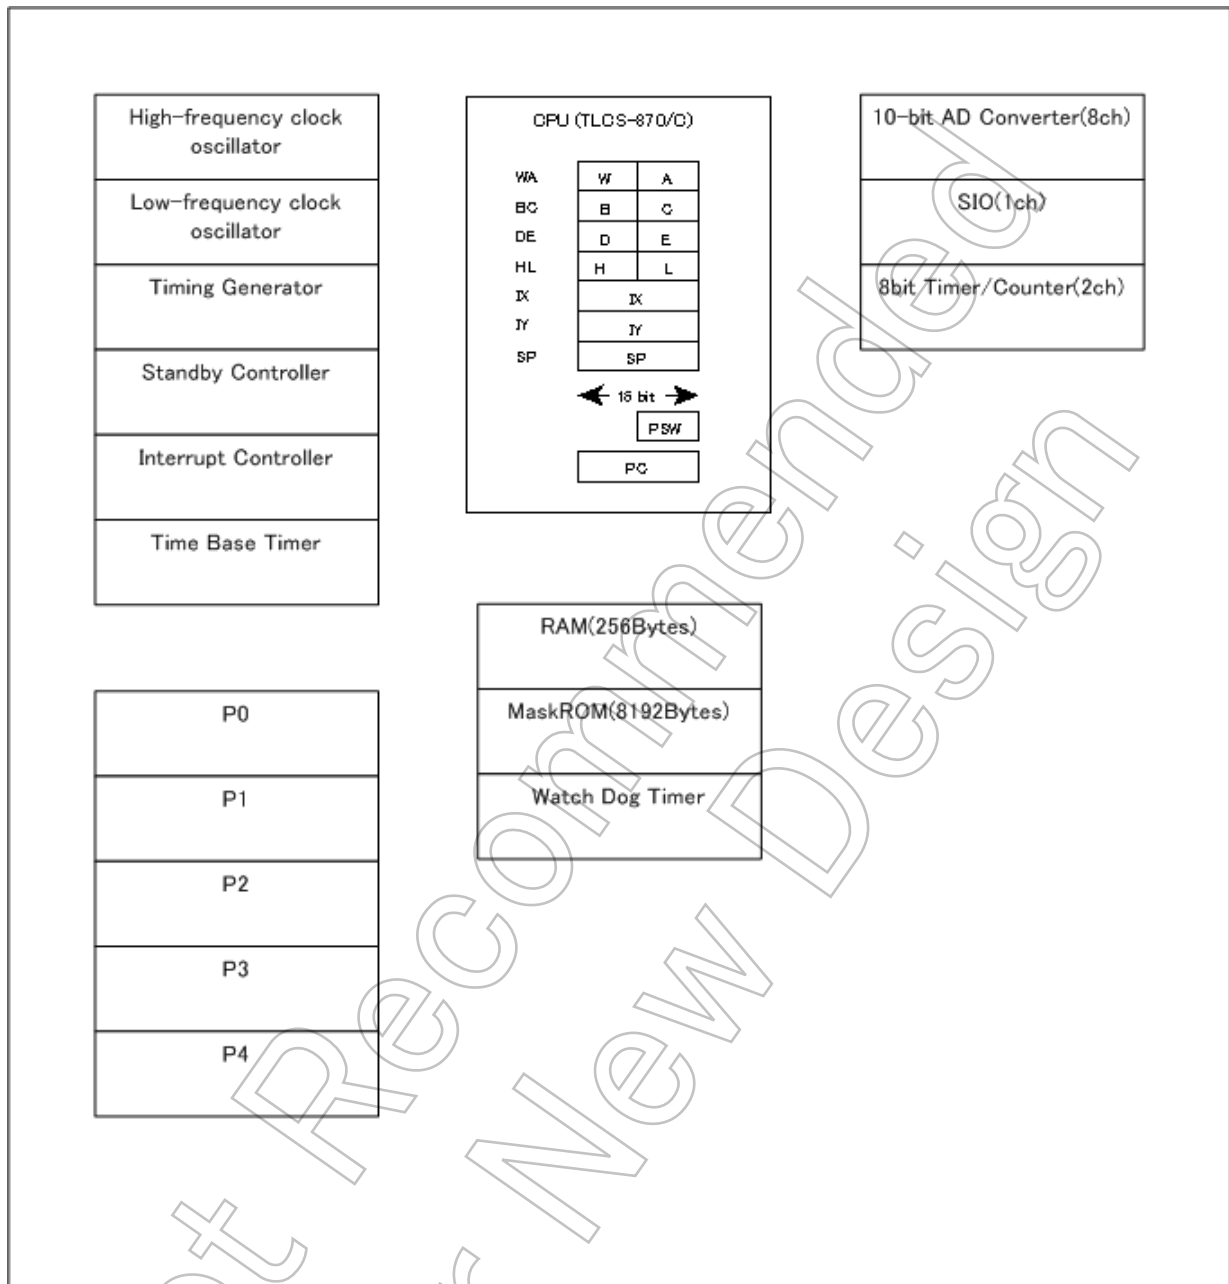 High-frequency clock
oscillator
Low-frequency clock
oscillator
Timing Generator
Standby Controller
Interrupt Controller
Time Base Timer
P0
P1
P2
P3
P4
CPU (TLCS-870/C)
WA W A
BC B C
DE D E
HL H L
IX IX
IY IY
SP SP
16 bit
PSW
PC
RAM(256Bytes)
MaskROM(8192Bytes)
Watch Dog Timer
10-bit AD Converter(8ch)
SIO(1ch)
8bit Timer/Counter(2ch)
Recommended
New Design